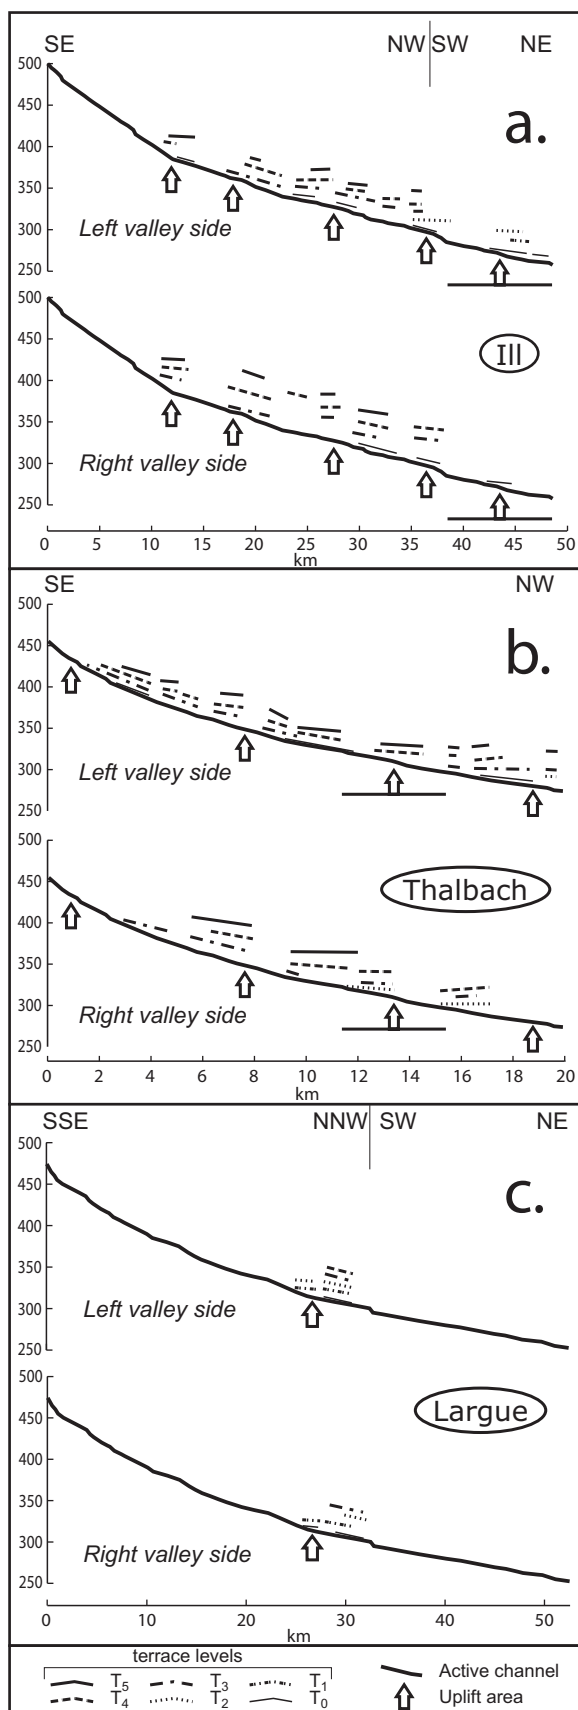 SE NW SW NE
a.
500
450
400
350
300
250
Left valley side
500
450
400
350
300
250
Ill
Right valley side
0 5 10 15 20 25 30 35 40 45 50
km
SE NW
b.
500
450
400
350
300
250
Left valley side
500
450
400
350
300
250
Thalbach
Right valley side
0 2 4 6 8 10 12 14 16 18 20
km
SSE NNW SW NE
c.
500
450
400
350
300
250
Left valley side
500
450
400
350
300
250
Largue
Right valley side
0 10 20 30 40 50
km
terrace levels
T5 T3 T1 Active channel
T4 T2 T0 Uplift area